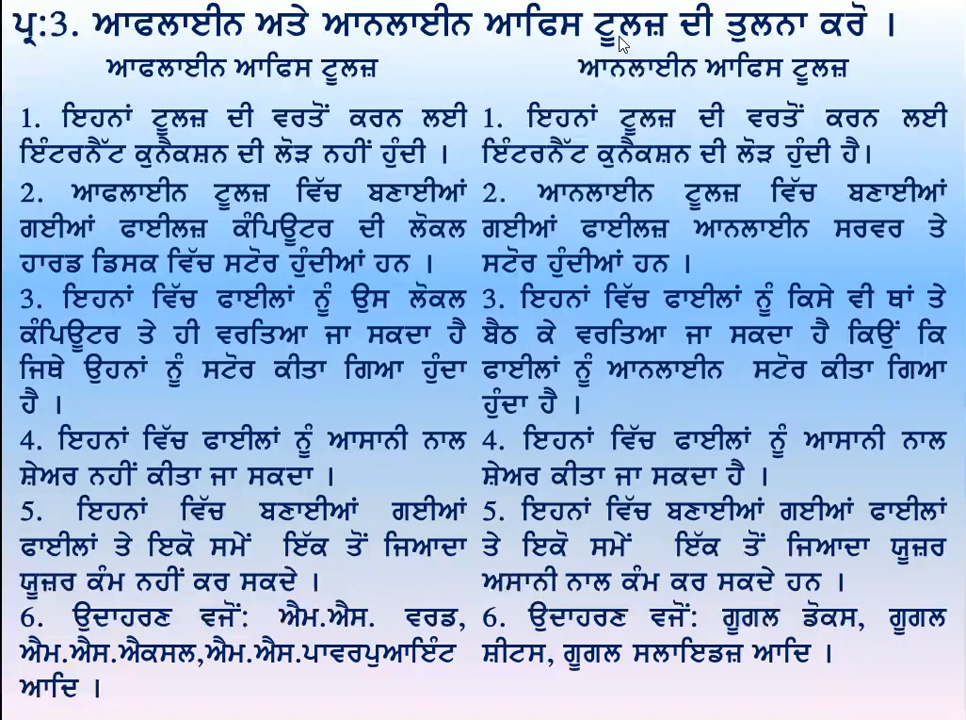 ਪ੍ਰ:3. ਆਫਲਾਈਨ ਅਤੇ ਆਨਲਾਈਨ ਆਫਿਸ ਟੂਲਜ਼ ਦੀ ਤੁਲਨਾ ਕਰੋ ।
ਆਫਲਾਈਨ ਆਫਿਸ ਟੂਲਜ਼
1. ਇਹਨਾਂ ਟੂਲਜ਼ ਦੀ ਵਰਤੋਂ ਕਰਨ ਲਈ
ਇੰਟਰਨੈੱਟ ਕੁਨੈਕਸ਼ਨ ਦੀ ਲੋੜ ਨਹੀਂ ਹੁੰਦੀ ।
2. ਆਫਲਾਈਨ ਟੂਲਜ਼ ਵਿੱਚ ਬਣਾਈਆਂ
ਗਈਆਂ ਫਾਈਲਜ਼ ਕੰਪਿਊਟਰ ਦੀ ਲੋਕਲ
ਹਾਰਡ ਡਿਸਕ ਵਿੱਚ ਸਟੋਰ ਹੁੰਦੀਆਂ ਹਨ ।
3. ਇਹਨਾਂ ਵਿੱਚ ਫਾਈਲਾਂ ਨੂੰ ਉਸ ਲੋਕਲ
ਕੰਪਿਊਟਰ ਤੇ ਹੀ ਵਰਤਿਆ ਜਾ ਸਕਦਾ ਹੈ
ਜਿਥੇ ਉਹਨਾਂ ਨੂੰ ਸਟੋਰ ਕੀਤਾ ਗਿਆ ਹੁੰਦਾ
ਹੈ ।
4. ਇਹਨਾਂ ਵਿੱਚ ਫਾਈਲਾਂ ਨੂੰ ਆਸਾਨੀ ਨਾਲ
ਸ਼ੇਅਰ ਨਹੀਂ ਕੀਤਾ ਜਾ ਸਕਦਾ ।
5. ਇਹਨਾਂ ਵਿੱਚ ਬਣਾਈਆਂ ਗਈਆਂ
ਫਾਈਲਾਂ ਤੇ ਇਕੋ ਸਮੇਂ ਇੱਕ ਤੋਂ ਜਿਆਦਾ
ਯੂਜ਼ਰ ਕੰਮ ਨਹੀਂ ਕਰ ਸਕਦੇ ।
6. ਉਦਾਹਰਣ ਵਜੋਂ: ਐਮ.ਐਸ. ਵਰਡ,
ਐਮ.ਐਸ.ਐਕਸਲ,ਐਮ.ਐਸ.ਪਾਵਰਪੁਆਇੰਟ
ਆਦਿ ।
ਆਨਲਾਈਨ ਆਫਿਸ ਟੂਲਜ਼
1. ਇਹਨਾਂ ਟੂਲਜ਼ ਦੀ ਵਰਤੋਂ ਕਰਨ ਲਈ
ਇੰਟਰਨੈੱਟ ਕੁਨੈਕਸ਼ਨ ਦੀ ਲੋੜ ਹੁੰਦੀ ਹੈ।
2. ਆਨਲਾਈਨ ਟੂਲਜ਼ ਵਿੱਚ ਬਣਾਈਆਂ
ਗਈਆਂ ਫਾਈਲਜ਼ ਆਨਲਾਈਨ ਸਰਵਰ ਤੇ
ਸਟੋਰ ਹੁੰਦੀਆਂ ਹਨ ।
3. ਇਹਨਾਂ ਵਿੱਚ ਫਾਈਲਾਂ ਨੂੰ ਕਿਸੇ ਵੀ ਥਾਂ ਤੇ
ਬੈਠ ਕੇ ਵਰਤਿਆ ਜਾ ਸਕਦਾ ਹੈ ਕਿਉਂ ਕਿ
ਫਾਈਲਾਂ ਨੂੰ ਆਨਲਾਈਨ ਸਟੋਰ ਕੀਤਾ ਗਿਆ
ਹੁੰਦਾ ਹੈ ।
4. ਇਹਨਾਂ ਵਿੱਚ ਫਾਈਲਾਂ ਨੂੰ ਆਸਾਨੀ ਨਾਲ
ਸ਼ੇਅਰ ਕੀਤਾ ਜਾ ਸਕਦਾ ਹੈ ।
5. ਇਹਨਾਂ ਵਿੱਚ ਬਣਾਈਆਂ ਗਈਆਂ ਫਾਈਲਾਂ
ਤੇ ਇਕੋ ਸਮੇਂ ਇੱਕ ਤੋਂ ਜਿਆਦਾ ਯੂਜ਼ਰ
ਅਸਾਨੀ ਨਾਲ ਕੰਮ ਕਰ ਸਕਦੇ ਹਨ ।
6. ਉਦਾਹਰਣ ਵਜੋਂ: ਗੂਗਲ ਡੋਕਸ, ਗੂਗਲ
ਸ਼ੀਟਸ, ਗੂਗਲ ਸਲਾਇਡਜ਼ ਆਦਿ ।